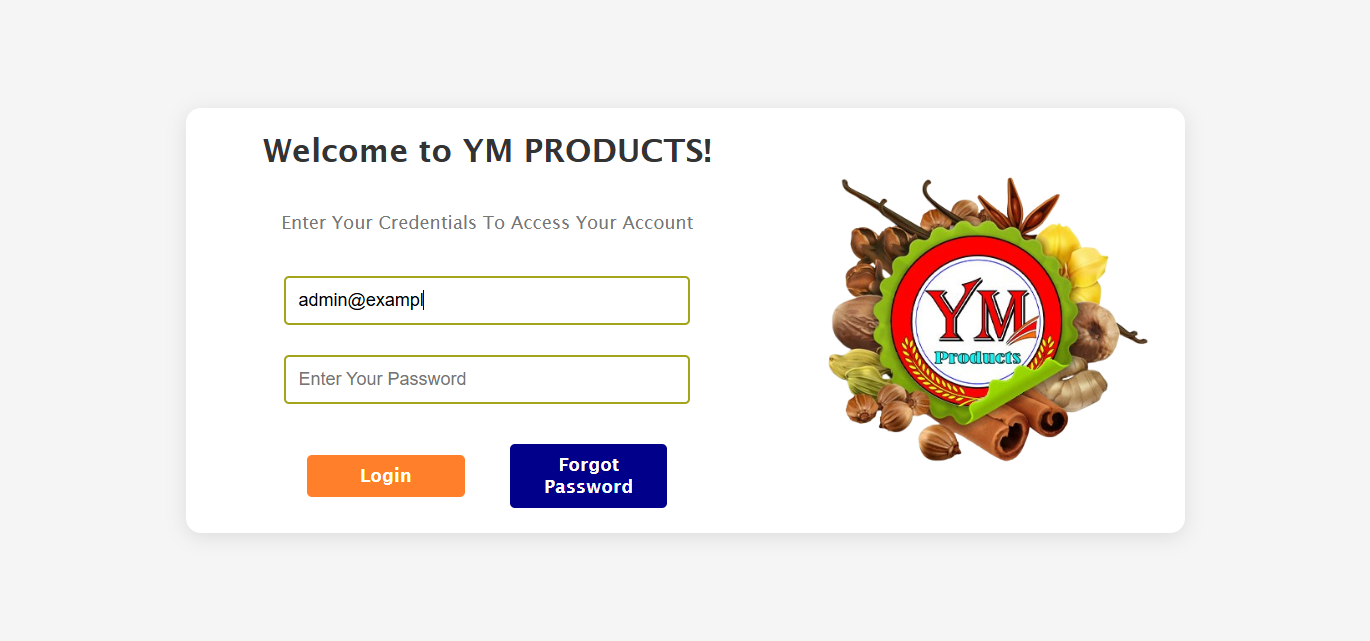 Welcome to YM PRODUCTS!
Enter Your Credentials To Access Your Account
admin@exampl
Enter Your Password
Login
Forgot
Password
YM
Products